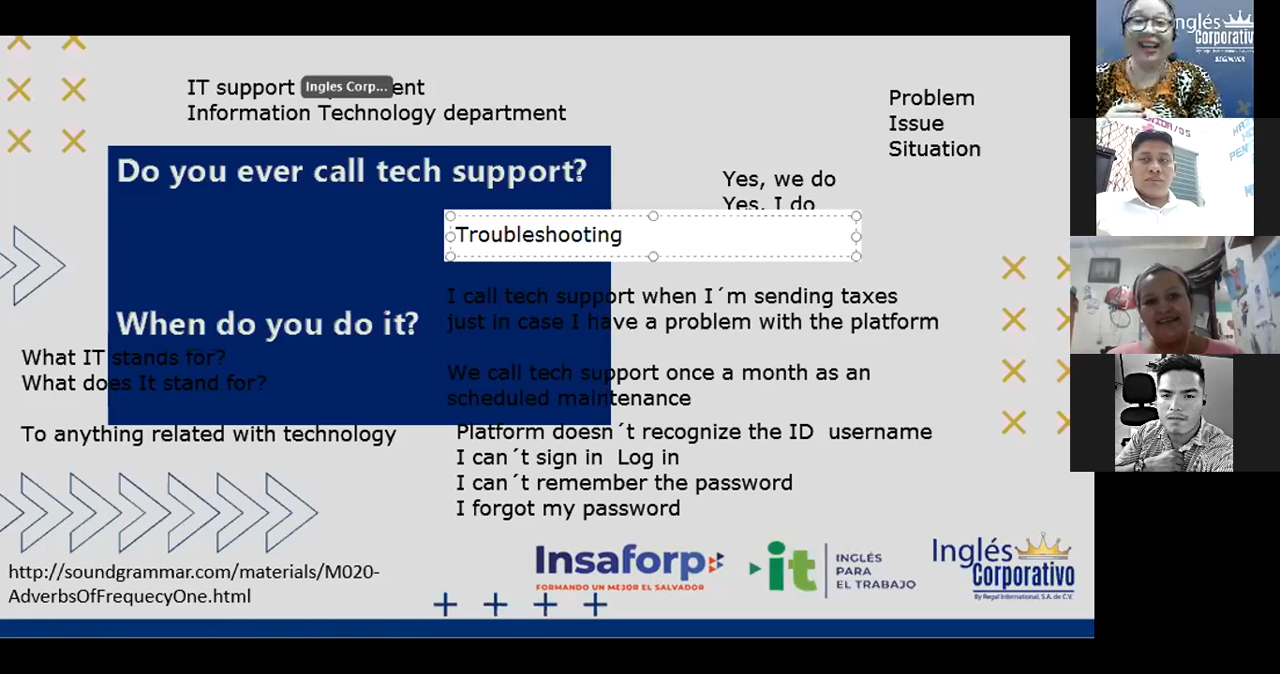 IT support ent
Ingles Corp...
Information Technology department
Problem
Issue
Situation
Do you ever call tech support?
Yes, we do
Yes, I do
Troubleshooting
I call tech support when I´m sending taxes
just in case I have a problem with the platform
When do you do it?
What IT stands for?
What does It stand for?
We call tech support once a month as an
scheduled maintenance
To anything related with technology
Platform doesn´t recognize the ID username
I can´t sign in Log in
I can´t remember the password
I forgot my password
http://soundgrammar.com/materials/M020-
AdverbsOfFrequecyOne.html
Insaforp
FORMANDO UN MEJOR EL SALVADOR
it
INGLÉS
PARA
EL TRABAJO
Inglés
Corporativo
By Regal International, S.A. de C.V.
nglés
Corporativo